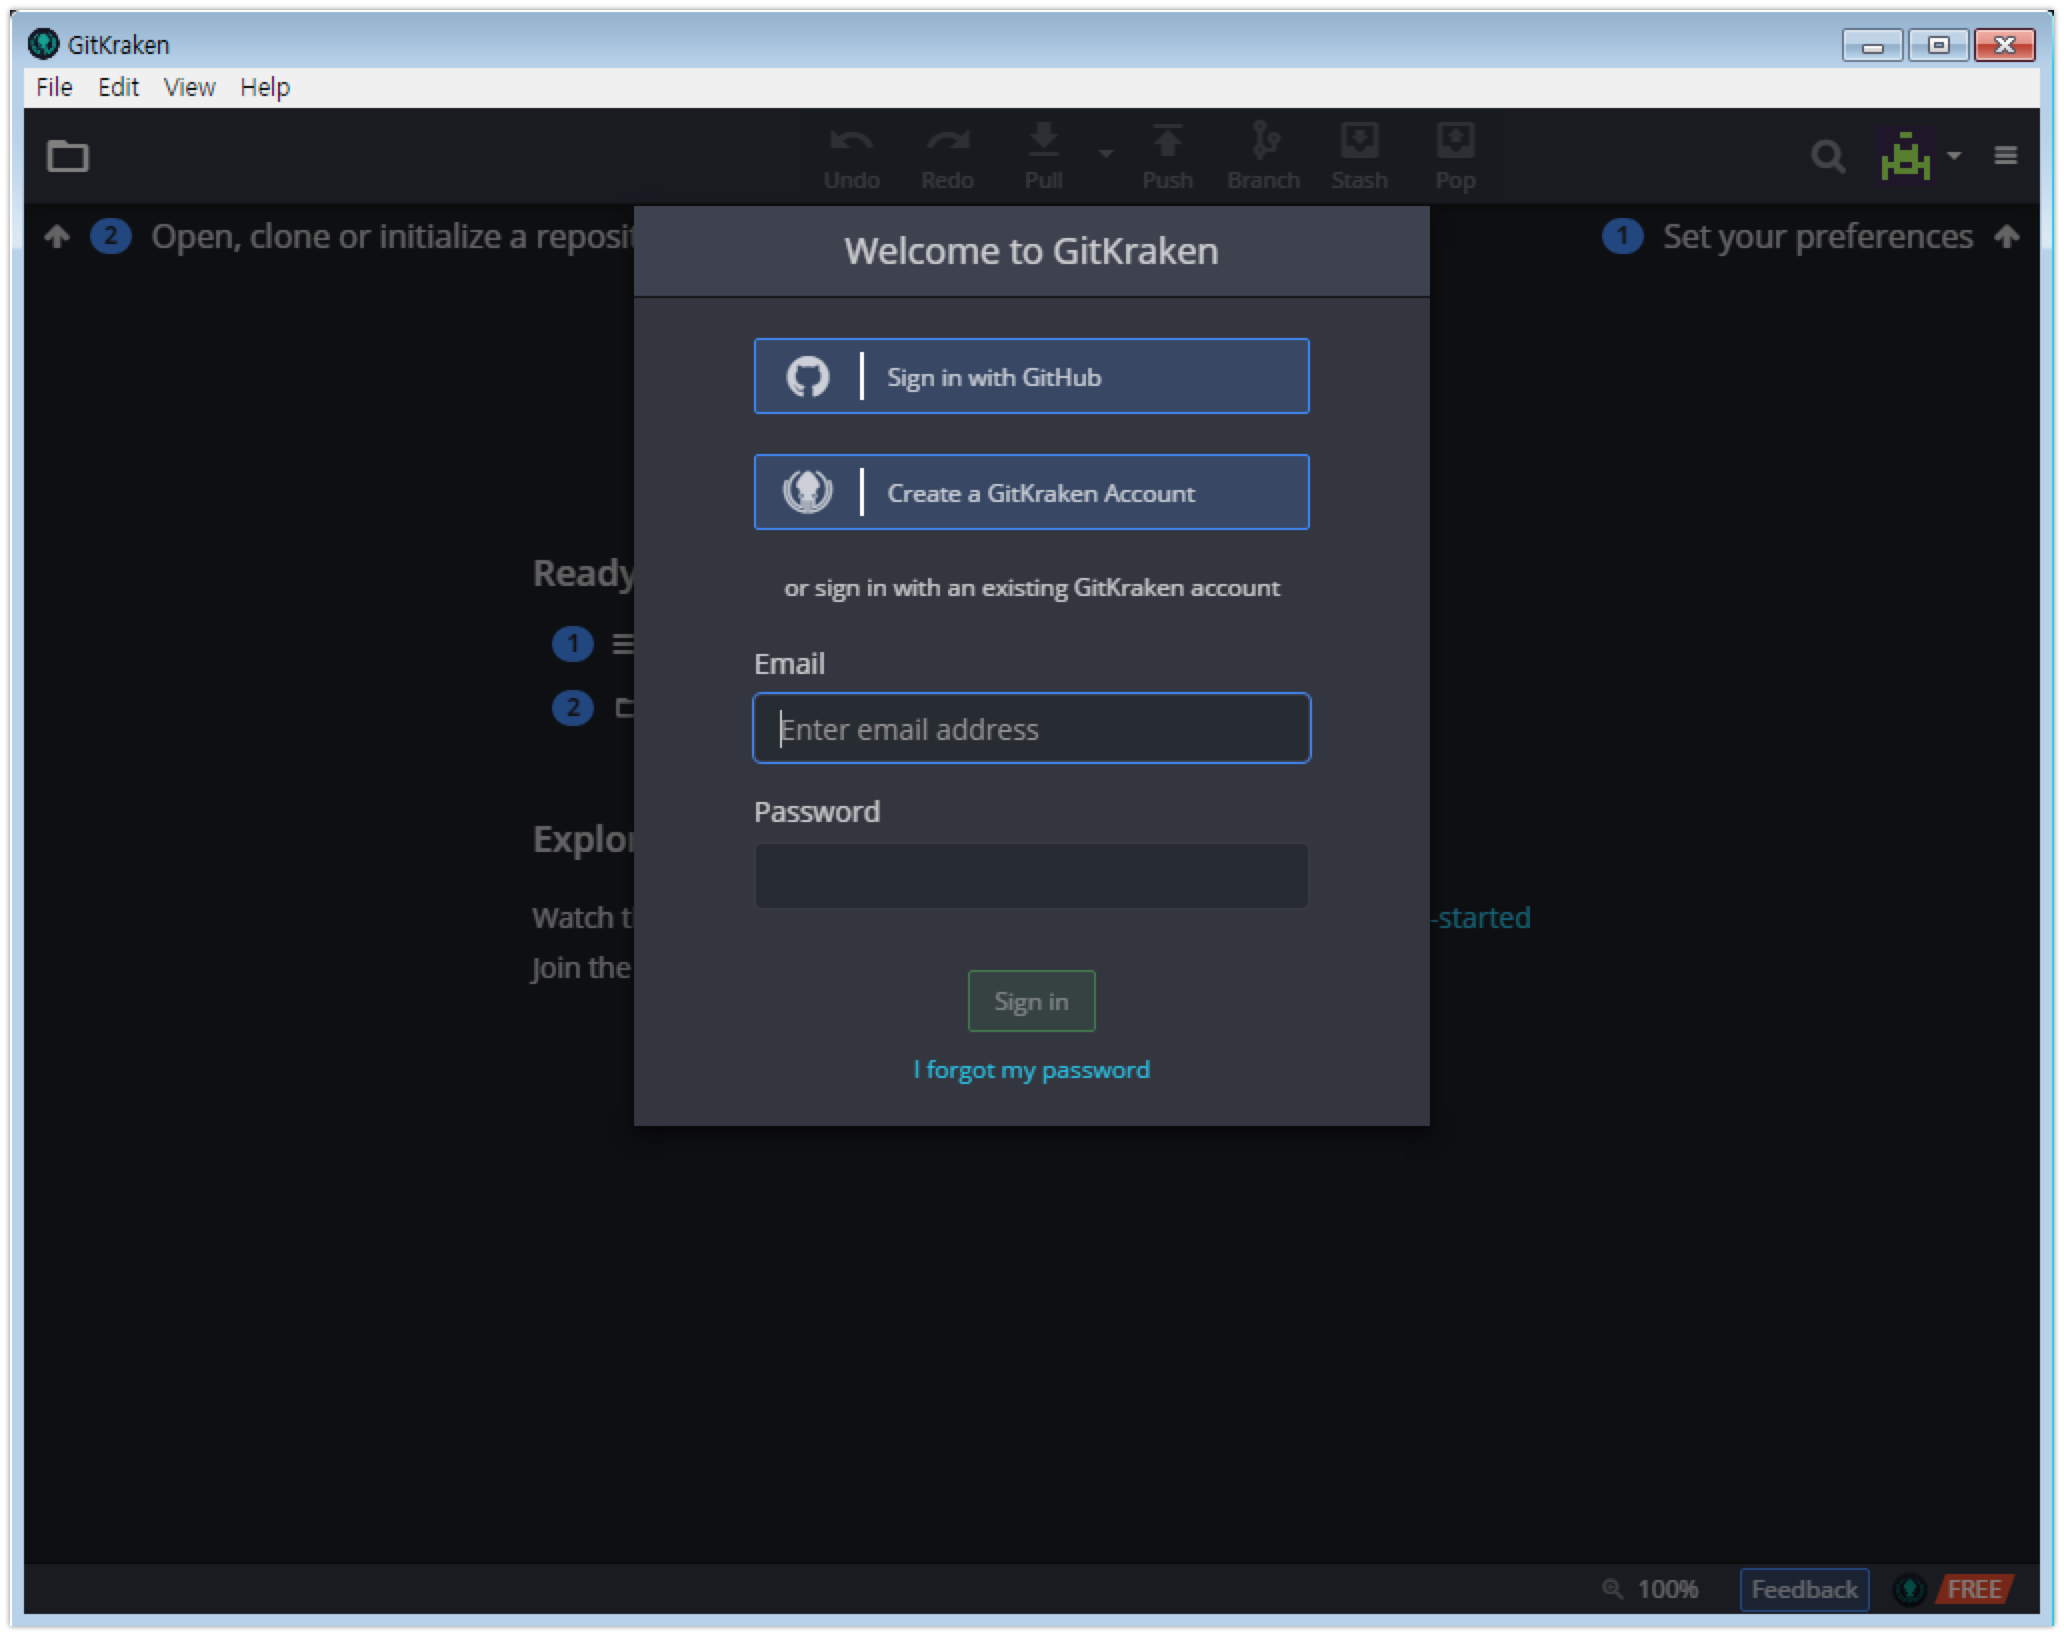 GitKraken
File Edit View Help
Undo Redo Pull Push Branch Stash Pop
2 Open, clone or initialize a
1 Set your preferences
Welcome to GitKraken
Sign in with GitHub
Create a GitKraken Account
or sign in with an existing GitKraken account
Ready
1
2
Email
Enter email address
Password
Watch
-started
Join the
Sign in
I forgot my password
100% Feedback FREE